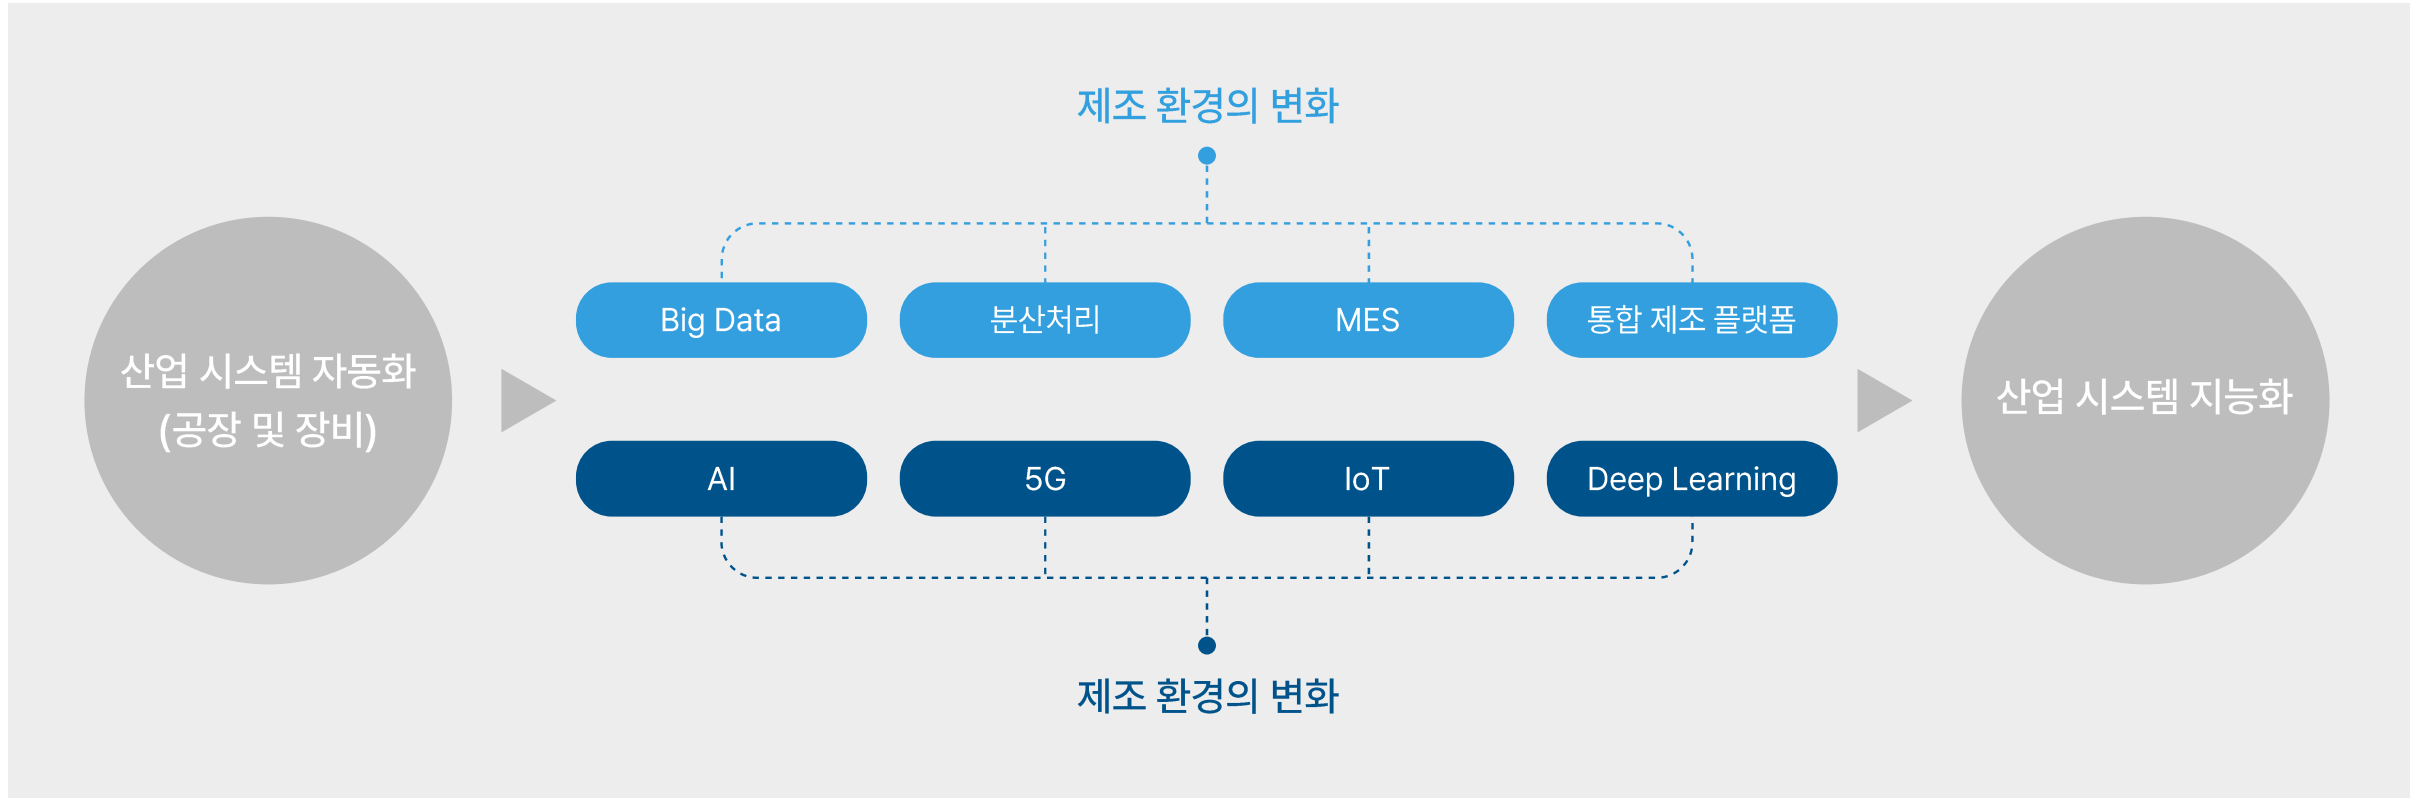 제조 환경의 변화
Big Data
분산처리
MES
통합 제조 플랫폼
산업 시스템 자동화
(공장 및 장비)
산업 시스템 지능화
AI
5G
IoT
Deep Learning
제조 환경의 변화